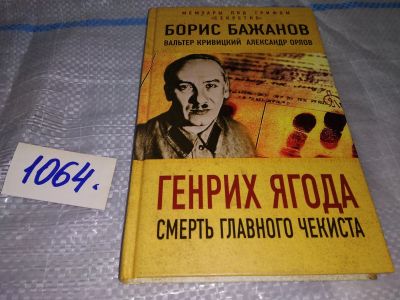 МЕМУАРЫ ПОД ГРИФОМ
«СЕКРЕТНО»
БОРИС БАЖАНОВ
ВАЛЬТЕР КРИВИЦКИЙ АЛЕКСАНДР ОРЛОВ
1064.
ГЕНРИХ ЯГОДА
СМЕРТЬ ГЛАВНОГО ЧЕКИСТА